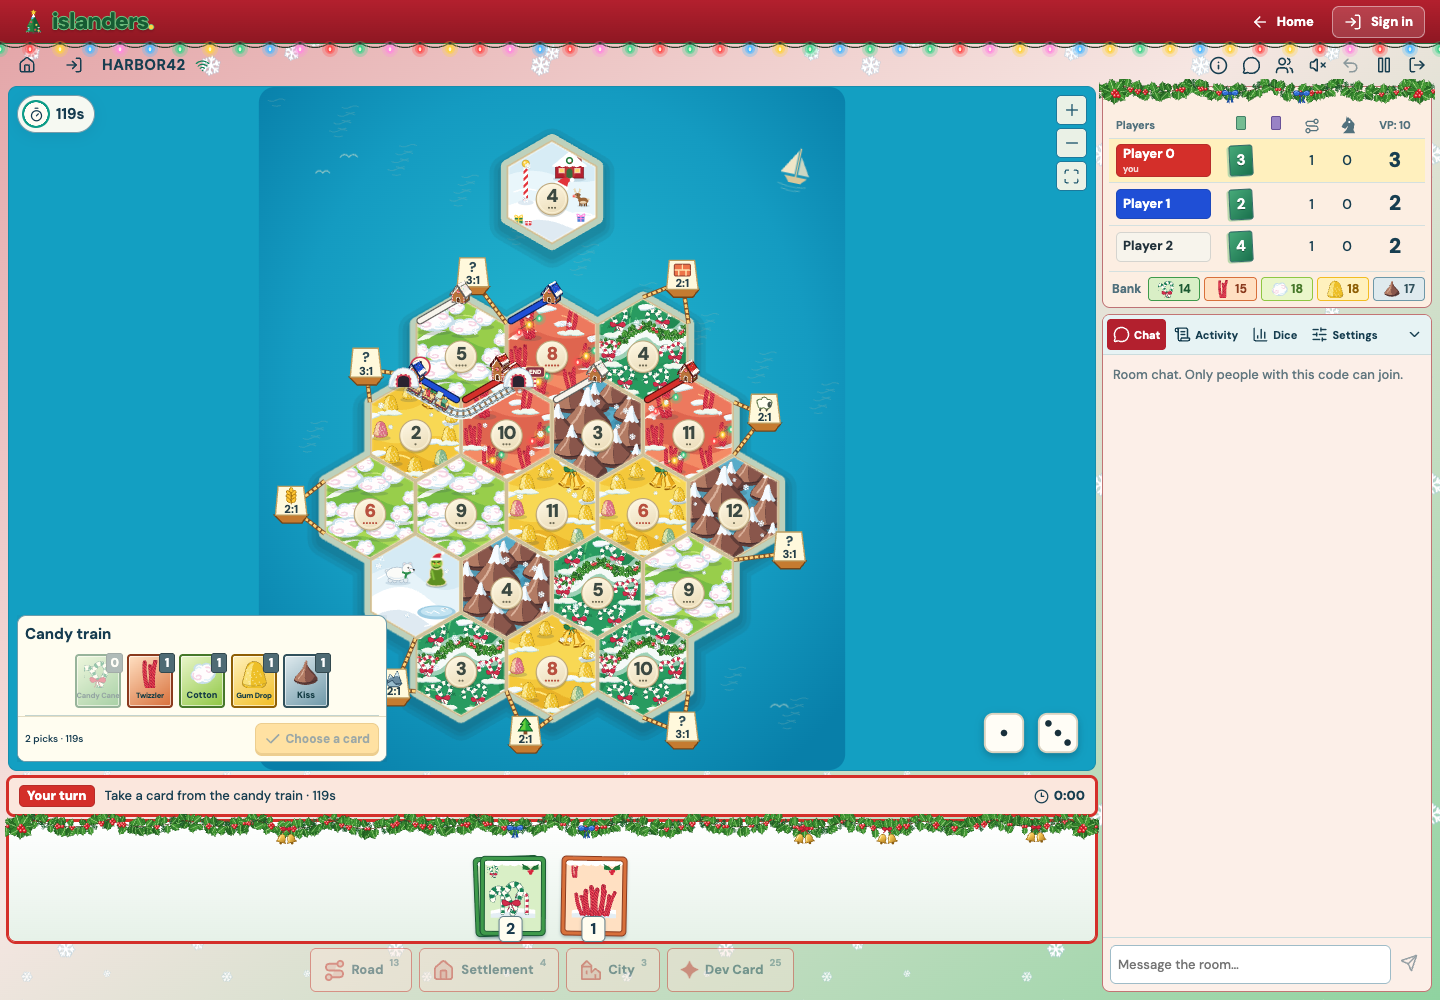 islanders.
Home
Sign in
HARBOR42
119s
Players
VP: 10
Player 0
you
3
1
0
3
Player 1
2
1
0
2
Player 2
4
1
0
2
Bank
14
15
18
18
17
Chat
Activity
Dice
Settings
Room chat. Only people with this code can join.
4
?
3:1
2:1
5
8
4
?
3:1
END
2:1
2
10
3
11
2:1
6
9
11
6
12
?
3:1
4
5
9
3
8
10
2:1
2:1
?
3:1
Candy train
0
Candy Cane
1
Twizzler
1
Cotton
1
Gum Drop
1
Kiss
2 picks · 119s
Choose a card
Your turn
Take a card from the candy train · 119s
0:00
2
1
Road
13
Settlement
4
City
3
Dev Card
25
Message the room...